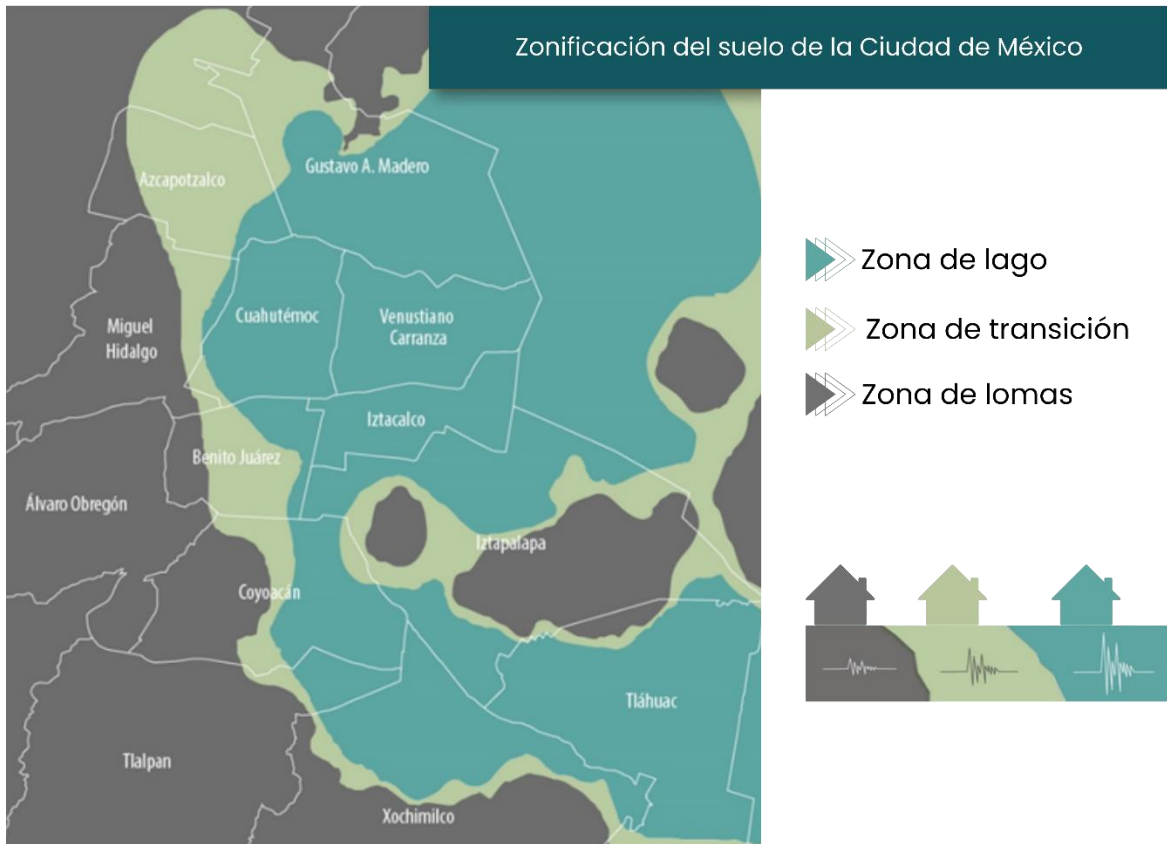 Zonificación del suelo de la Ciudad de México
Gustavo A. Madero
Azcapotzalco
Cuahutémoc
Venustiano
Carranza
Miguel
Hidalgo
Iztacalco
Benito Juárez
Álvaro Obregón
Iztapalapa
Coyoacán
Tláhuac
Tlalpan
Xochimilco
Zona de lago
Zona de transición
Zona de lomas